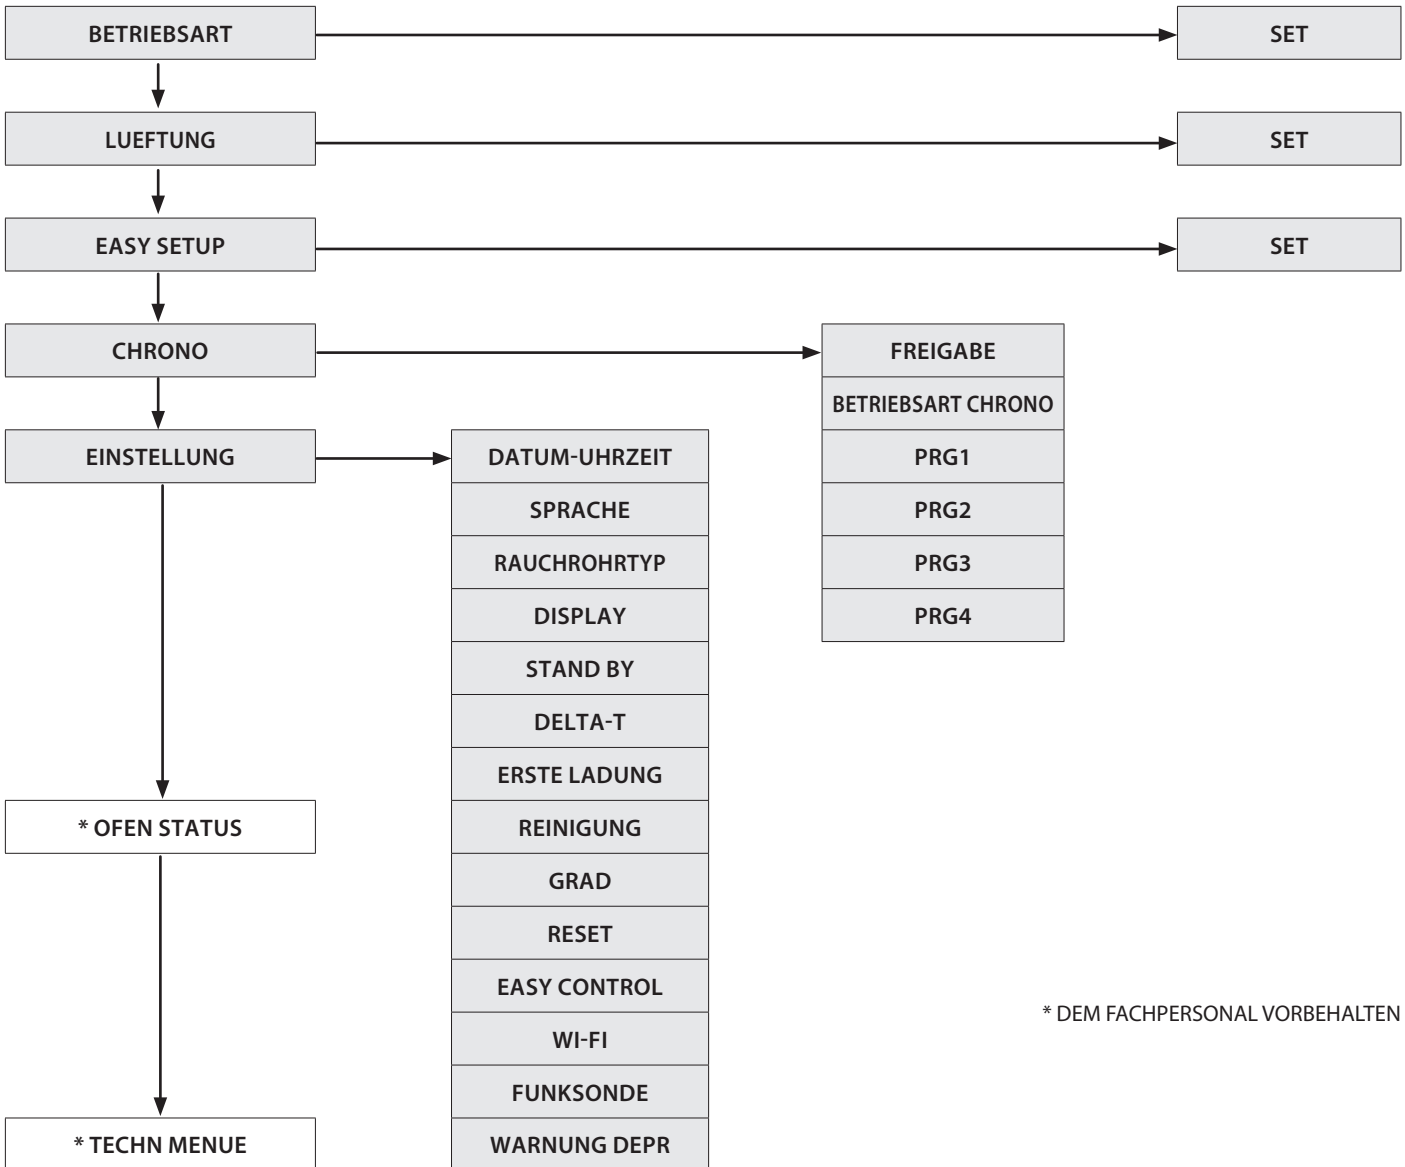 BETRIEBSART
SET
LUEFTUNG
SET
EASY SETUP
SET
CHRONO
FREIGABE
BETRIEBSART CHRONO
PRG1
PRG2
PRG3
PRG4
EINSTELLUNG
DATUM-UHRZEIT
SPRACHE
RAUCHROHRTYP
DISPLAY
STAND BY
DELTA-T
ERSTE LADUNG
REINIGUNG
GRAD
RESET
EASY CONTROL
WI-FI
FUNKSONDE
WARNUNG DEPR
* OFEN STATUS
* TECHN MENUE
* DEM FACHPERSONAL VORBEHALTEN